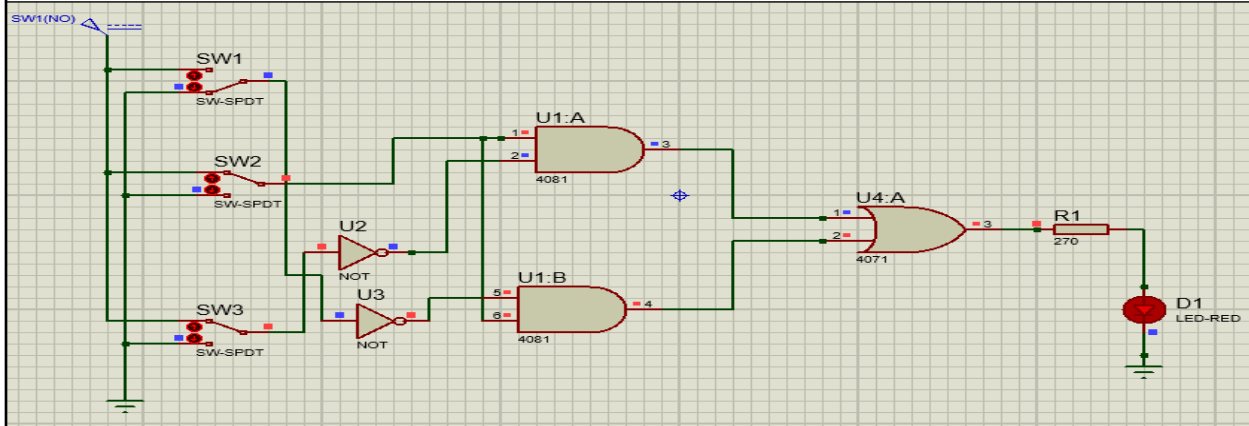 SW1(NO)
SW1
SW-SPDT
SW2
SW-SPDT
SW3
SW-SPDT
U2
NOT
U3
NOT
U1:A
1
2
3
4081
U1:B
5
6
4
4081
U4:A
1
2
3
4071
R1
270
D1
LED-RED